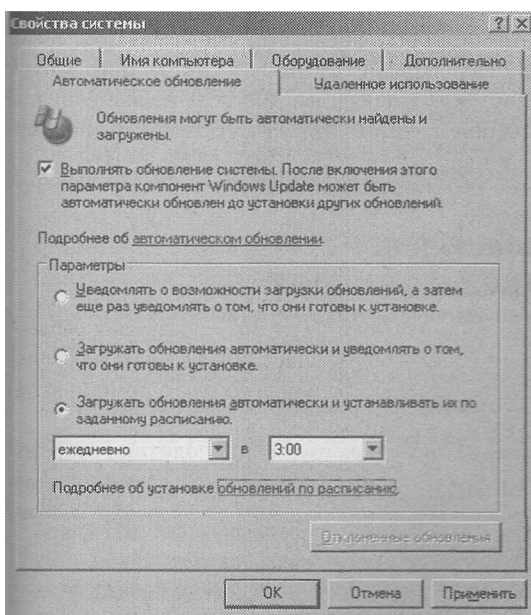 Свойства системы
Общие
Имя компьютера
Оборудование
Дополнительно
Автоматическое обновление
Удаленное использование
Обновления могут быть автоматически найдены и
загружены.
Выполнять обновление системы. После включения этого
параметра компонент Windows Update может быть
автоматически обновлен до установки других обновлений.
Подробнее об автоматическом обновлении.
Параметры
Уведомлять о возможности загрузки обновлений, а затем
еще раз уведомлять о том, что они готовы к установке.
Загружать обновления автоматически и уведомлять о том,
что они готовы к установке.
Загружать обновления автоматически и устанавливать их по
заданному расписанию.
ежедневно в 3:00
Подробнее об установке обновлений по расписанию.
Отклоненные обновления
OK
Отмена
Применить